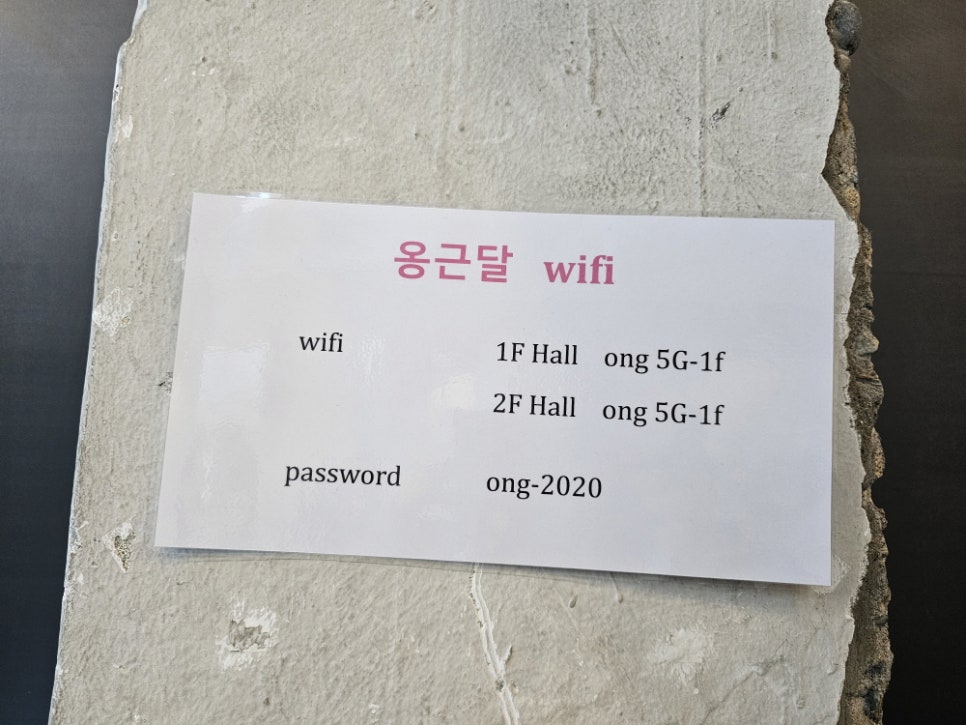 옹근달 wifi
wifi 1F Hall ong 5G-1f
2F Hall ong 5G-1f
password ong-2020